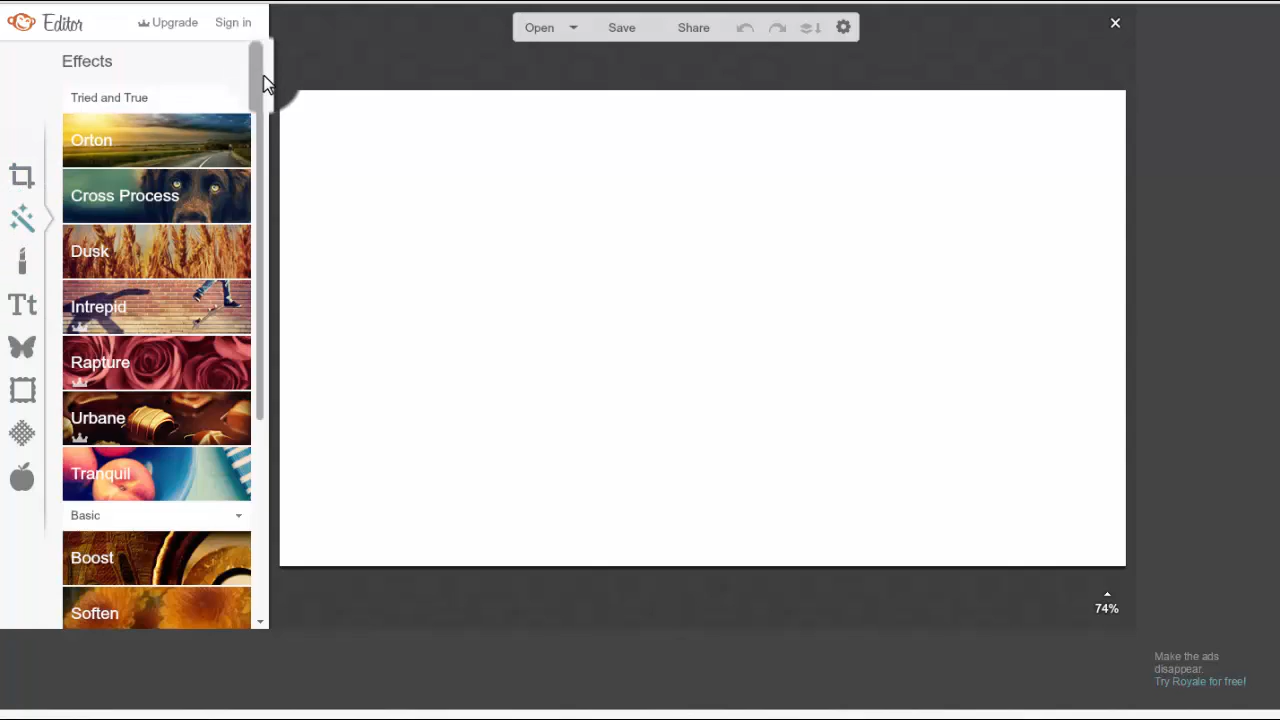 Editor
Upgrade
Sign in
Open
Save
Share
Effects
Tried and True
Orton
Cross Process
Dusk
Intrepid
Rapture
Urbane
Tranquil
Basic
Boost
Soften
Tt
74%
Make the ads
disappear.
Try Royale for free!